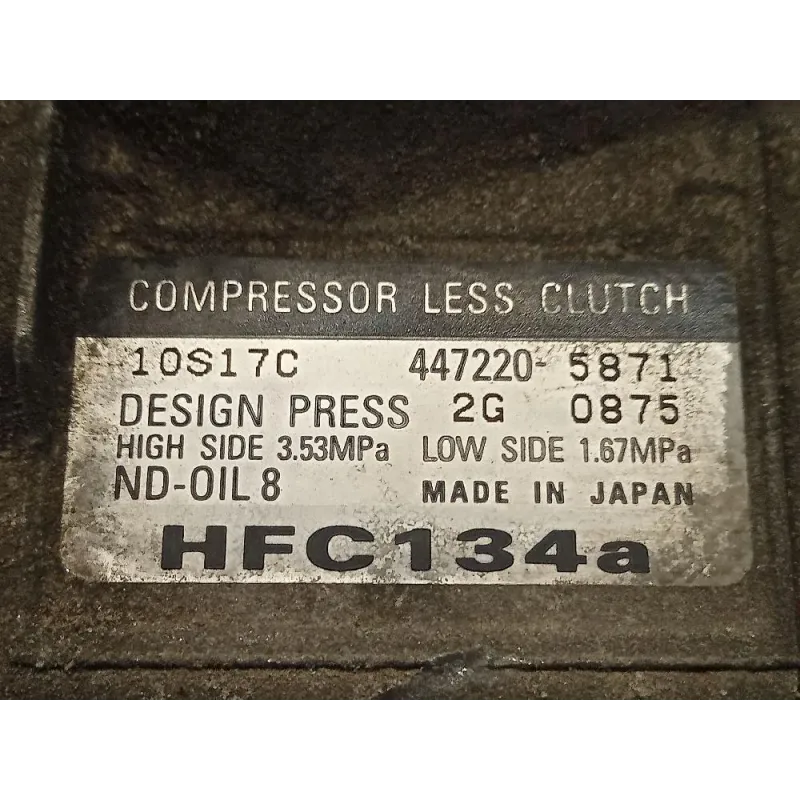 COMPRESSOR LESS CLUTCH
10S17C 447220- 5871
DESIGN PRESS 2G 0875
HIGH SIDE 3.53MPa LOW SIDE 1.67MPa
ND-OIL 8 MADE IN JAPAN
HFC134a